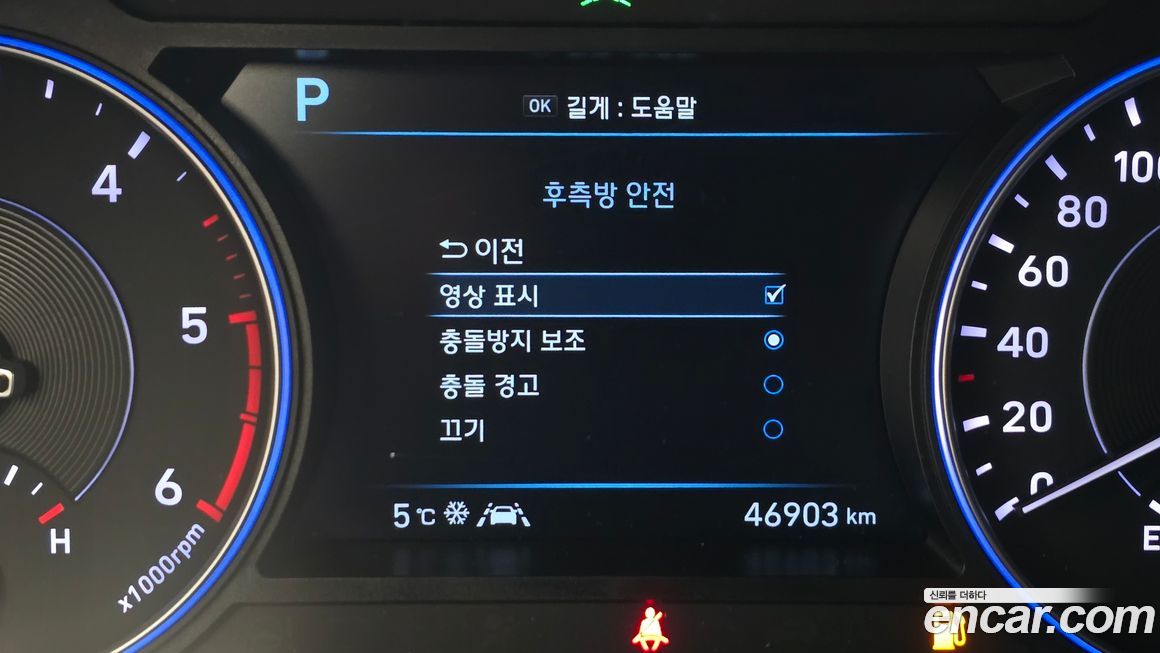 P
OK 길게 : 도움말
후측방 안전
이전
영상 표시
충돌방지 보조
충돌 경고
끄기
5℃
46903 km
4
5
6
x1000rpm
H
100
80
60
40
20
0
E
신뢰를 더하다
encar.com